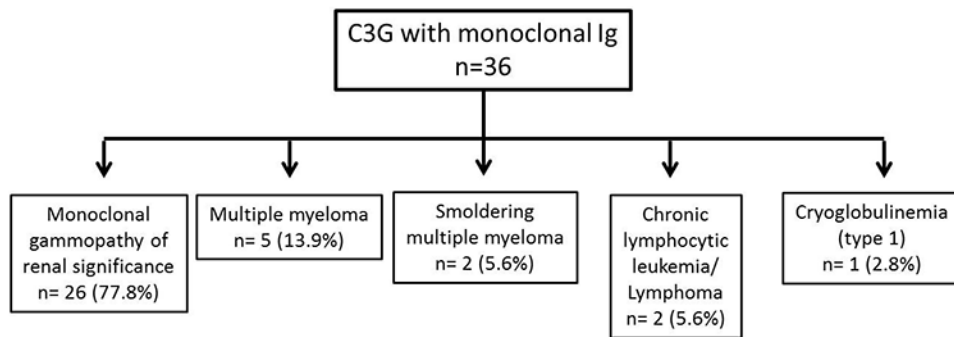 C3G with monoclonal Ig
n=36
Monoclonal
gammopathy of
renal significance
n= 26 (77.8%)
Multiple myeloma
n= 5 (13.9%)
Smoldering
multiple myeloma
n= 2 (5.6%)
Chronic
lymphocytic
leukemia/
Lymphoma
n= 2 (5.6%)
Cryoglobulinemia
(type 1)
n= 1 (2.8%)